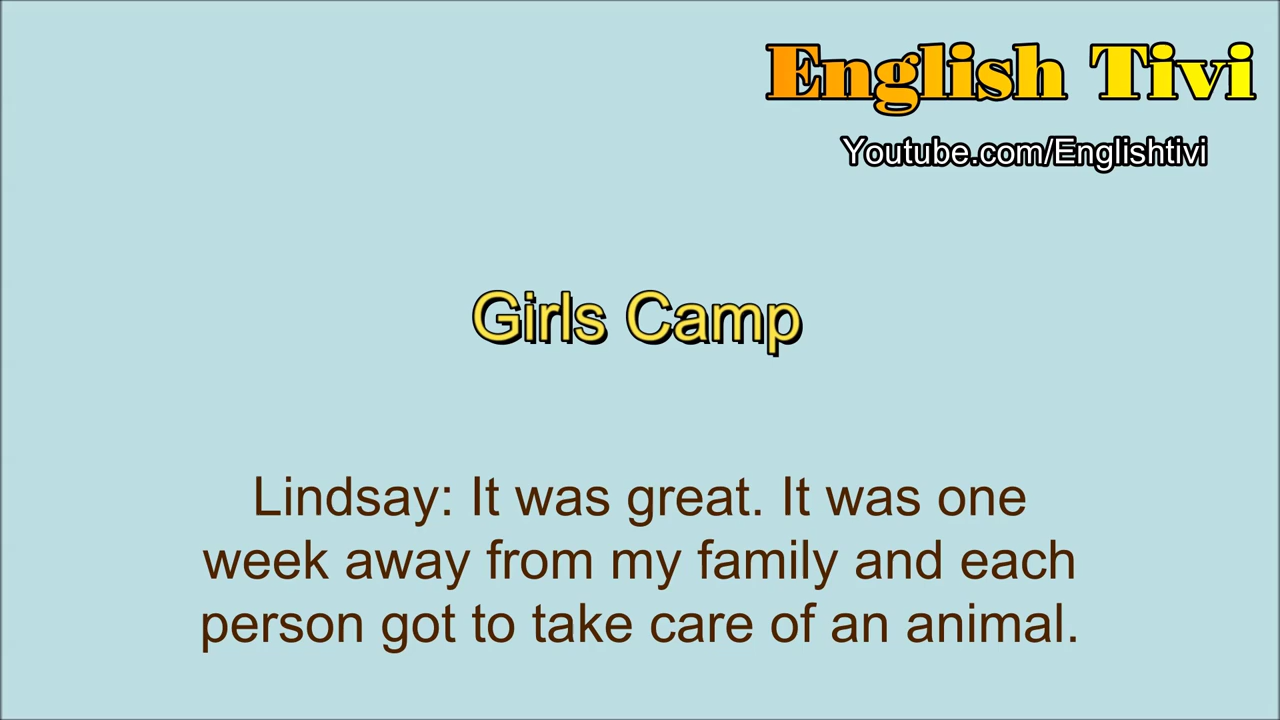 English Tivi
Youtube.com/Englishtivi
Girls Camp
Lindsay: It was great. It was one
week away from my family and each
person got to take care of an animal.